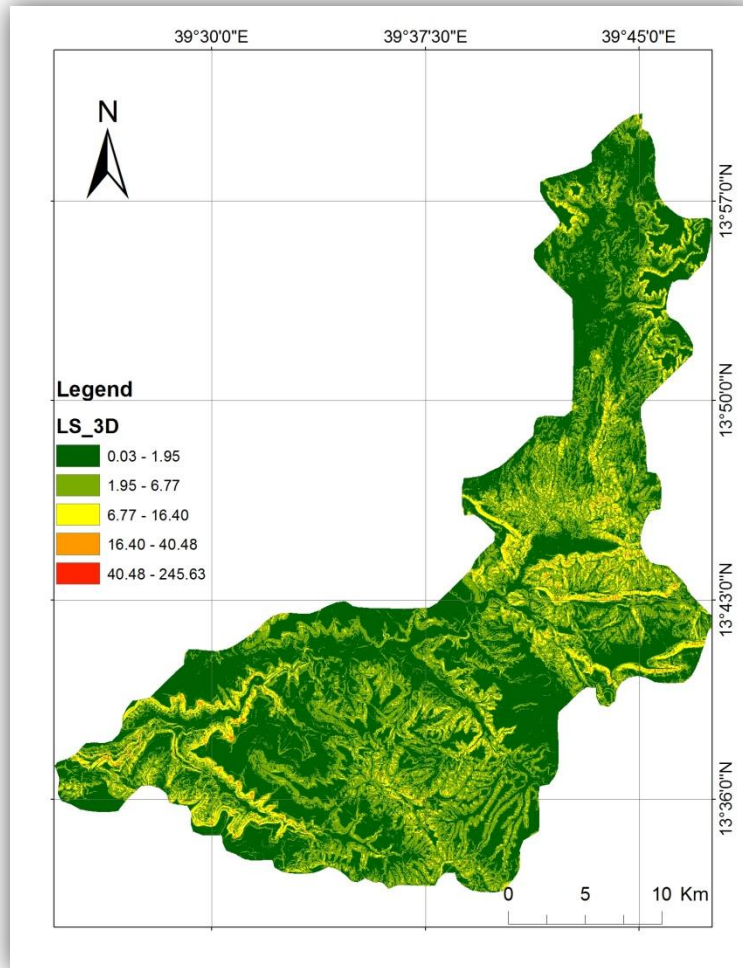 39°30'0"E 39°37'30"E 39°45'0"E
N
13°57'0"N
13°50'0"N
Legend
LS_3D
0.03 - 1.95
1.95 - 6.77
6.77 - 16.40
16.40 - 40.48
40.48 - 245.63
13°43'0"N
13°36'0"N
0 5 10 Km